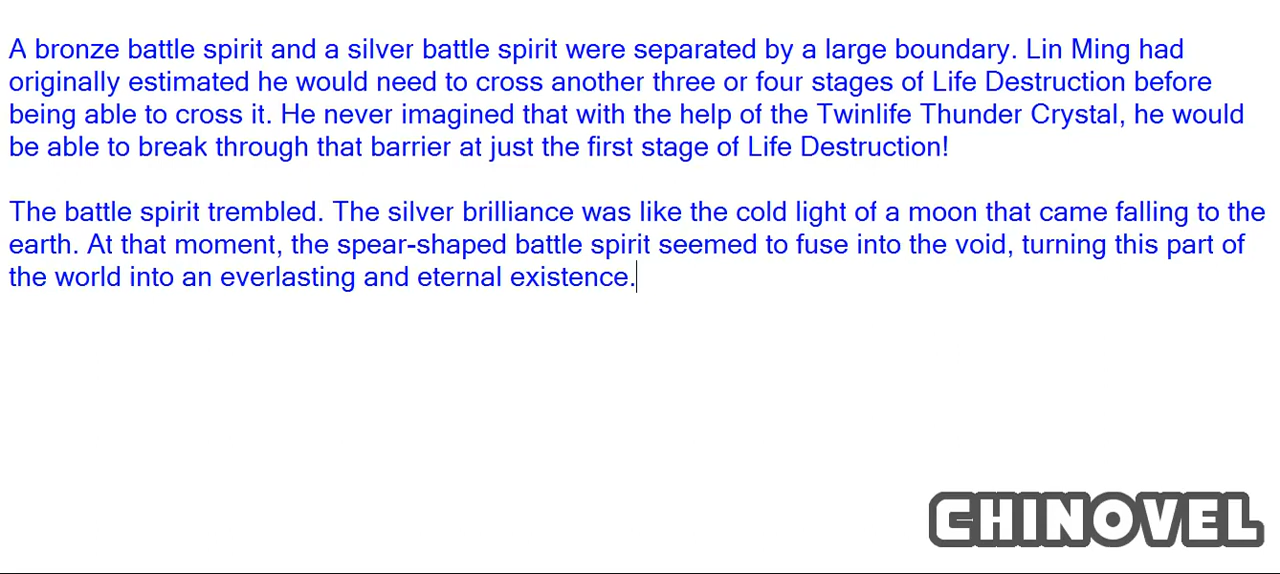 A bronze battle spirit and a silver battle spirit were separated by a large boundary. Lin Ming had
originally estimated he would need to cross another three or four stages of Life Destruction before
being able to cross it. He never imagined that with the help of the Twinlife Thunder Crystal, he would
be able to break through that barrier at just the first stage of Life Destruction!
The battle spirit trembled. The silver brilliance was like the cold light of a moon that came falling to the
earth. At that moment, the spear-shaped battle spirit seemed to fuse into the void, turning this part of
the world into an everlasting and eternal existence.
CHINOVEL